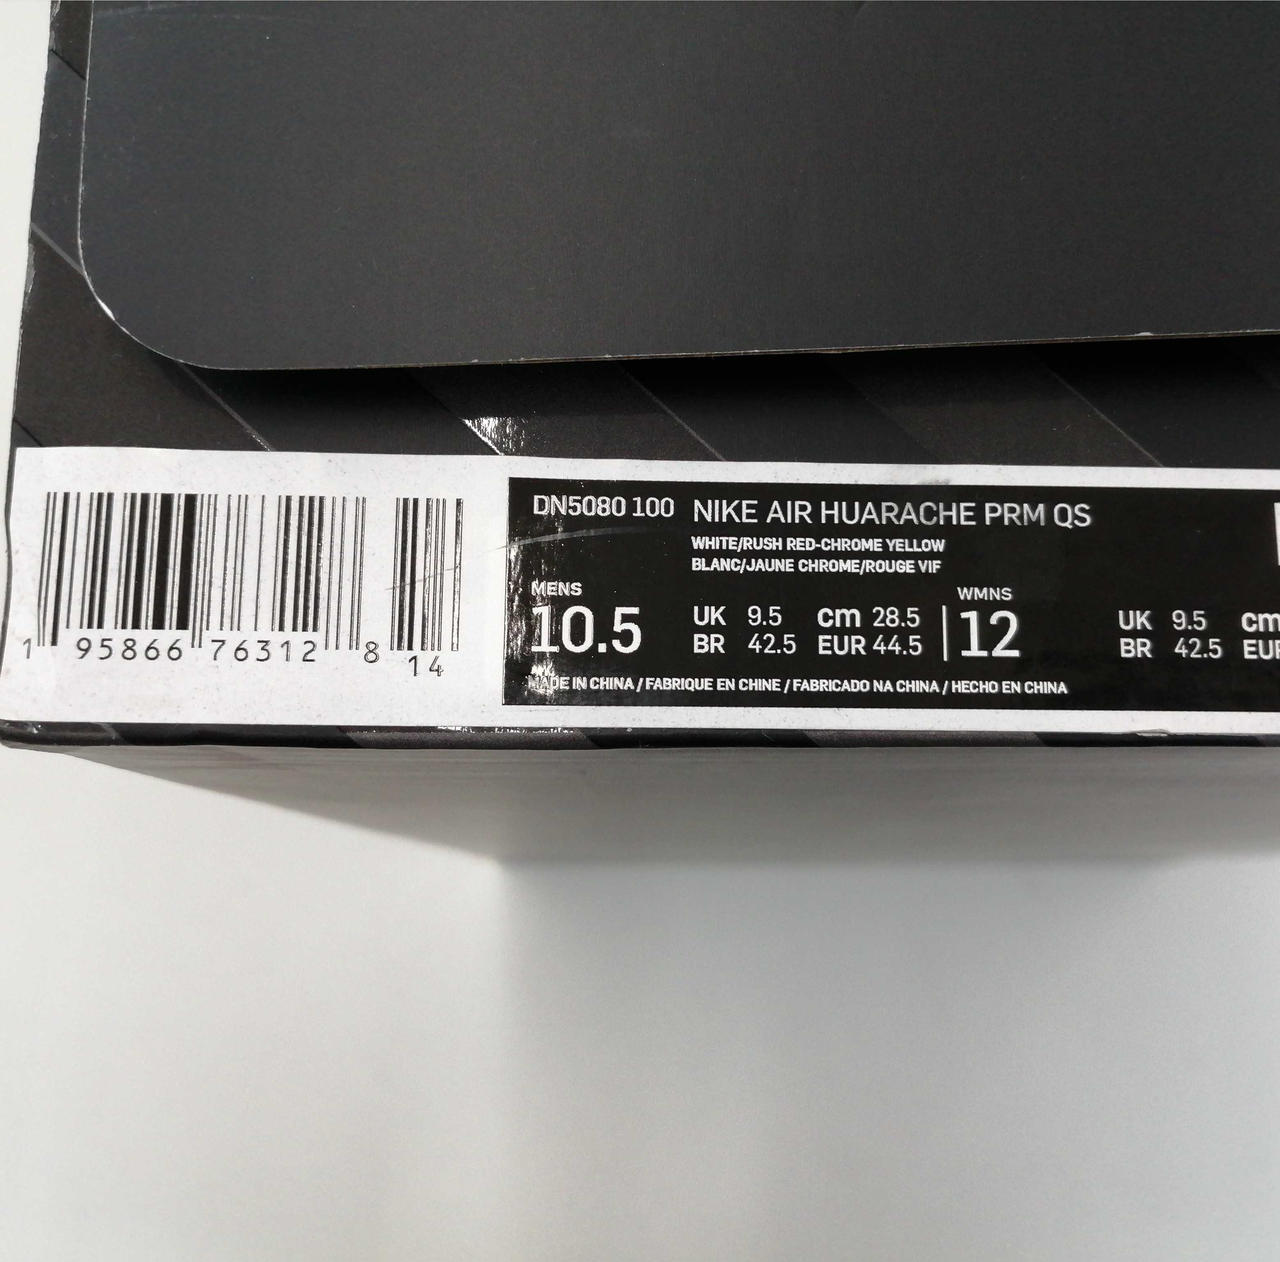 1 95866 76312 8 14
DN5080 100 NIKE AIR HUARACHE PRM QS
WHITE/RUSH RED-CHROME YELLOW
BLANC/JAUNE CHROME/ROUGE VIF
MENS
10.5
UK 9.5 cm 28.5
BR 42.5 EUR 44.5
WMNS
12
UK 9.5 cm
BR 42.5 EUR
MADE IN CHINA / FABRIQUE EN CHINE / FABRICADO NA CHINA / HECHO EN CHINA